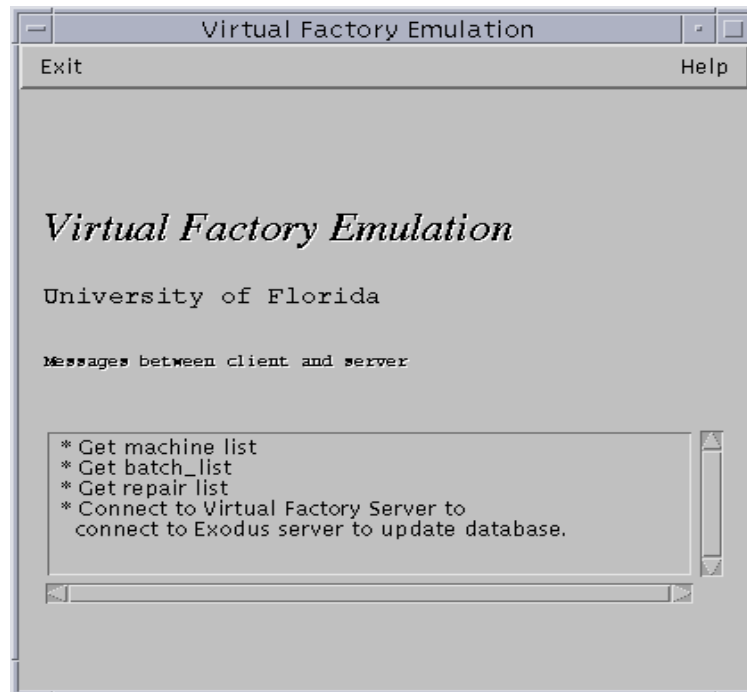 Virtual Factory Emulation
Exit Help
Virtual Factory Emulation
University of Florida
Messages between client and server
* Get machine list
* Get batch_list
* Get repair list
* Connect to Virtual Factory Server to
connect to Exodus server to update database.